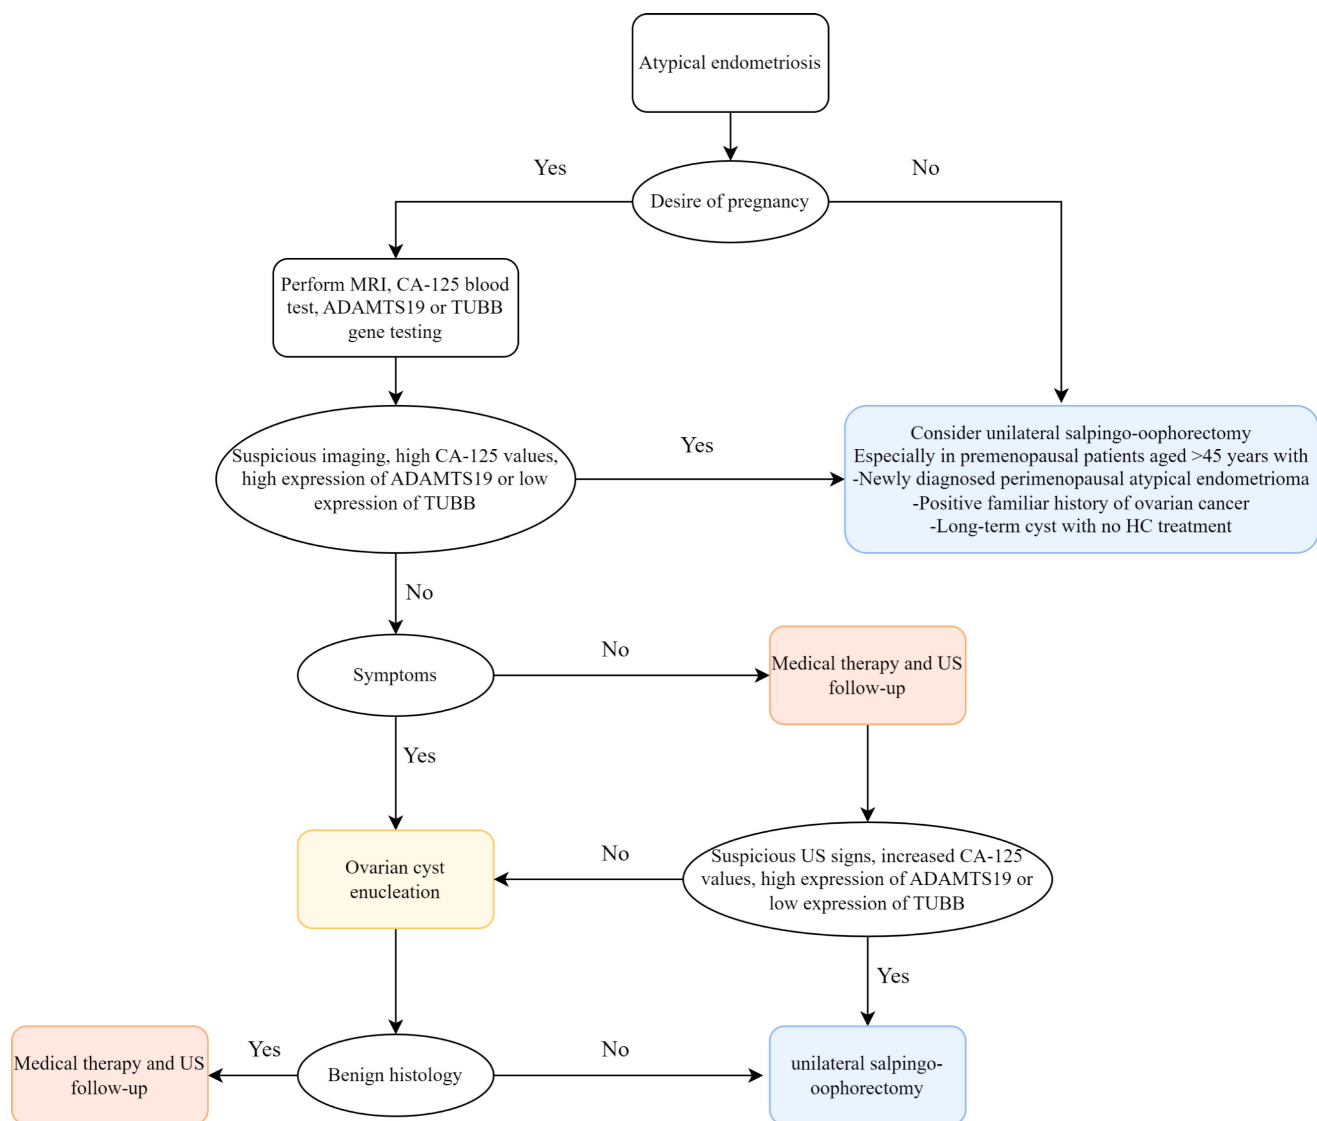 Atypical endometriosis
Yes
No
Desire of pregnancy
Perform MRI, CA-125 blood
test, ADAMTS19 or TUBB
gene testing
Suspicious imaging, high CA-125 values,
high expression of ADAMTS19 or low
expression of TUBB
Yes
Consider unilateral salpingo-oophorectomy
Especially in premenopausal patients aged >45 years with
-Newly diagnosed perimenopausal atypical endometrioma
-Positive familiar history of ovarian cancer
-Long-term cyst with no HC treatment
No
Symptoms
No
Medical therapy and US
follow-up
Yes
Ovarian cyst
enucleation
No
Suspicious US signs, increased CA-125
values, high expression of ADAMTS19 or
low expression of TUBB
Yes
Medical therapy and US
follow-up
Yes
Benign histology
No
unilateral salpingo-
oophorectomy